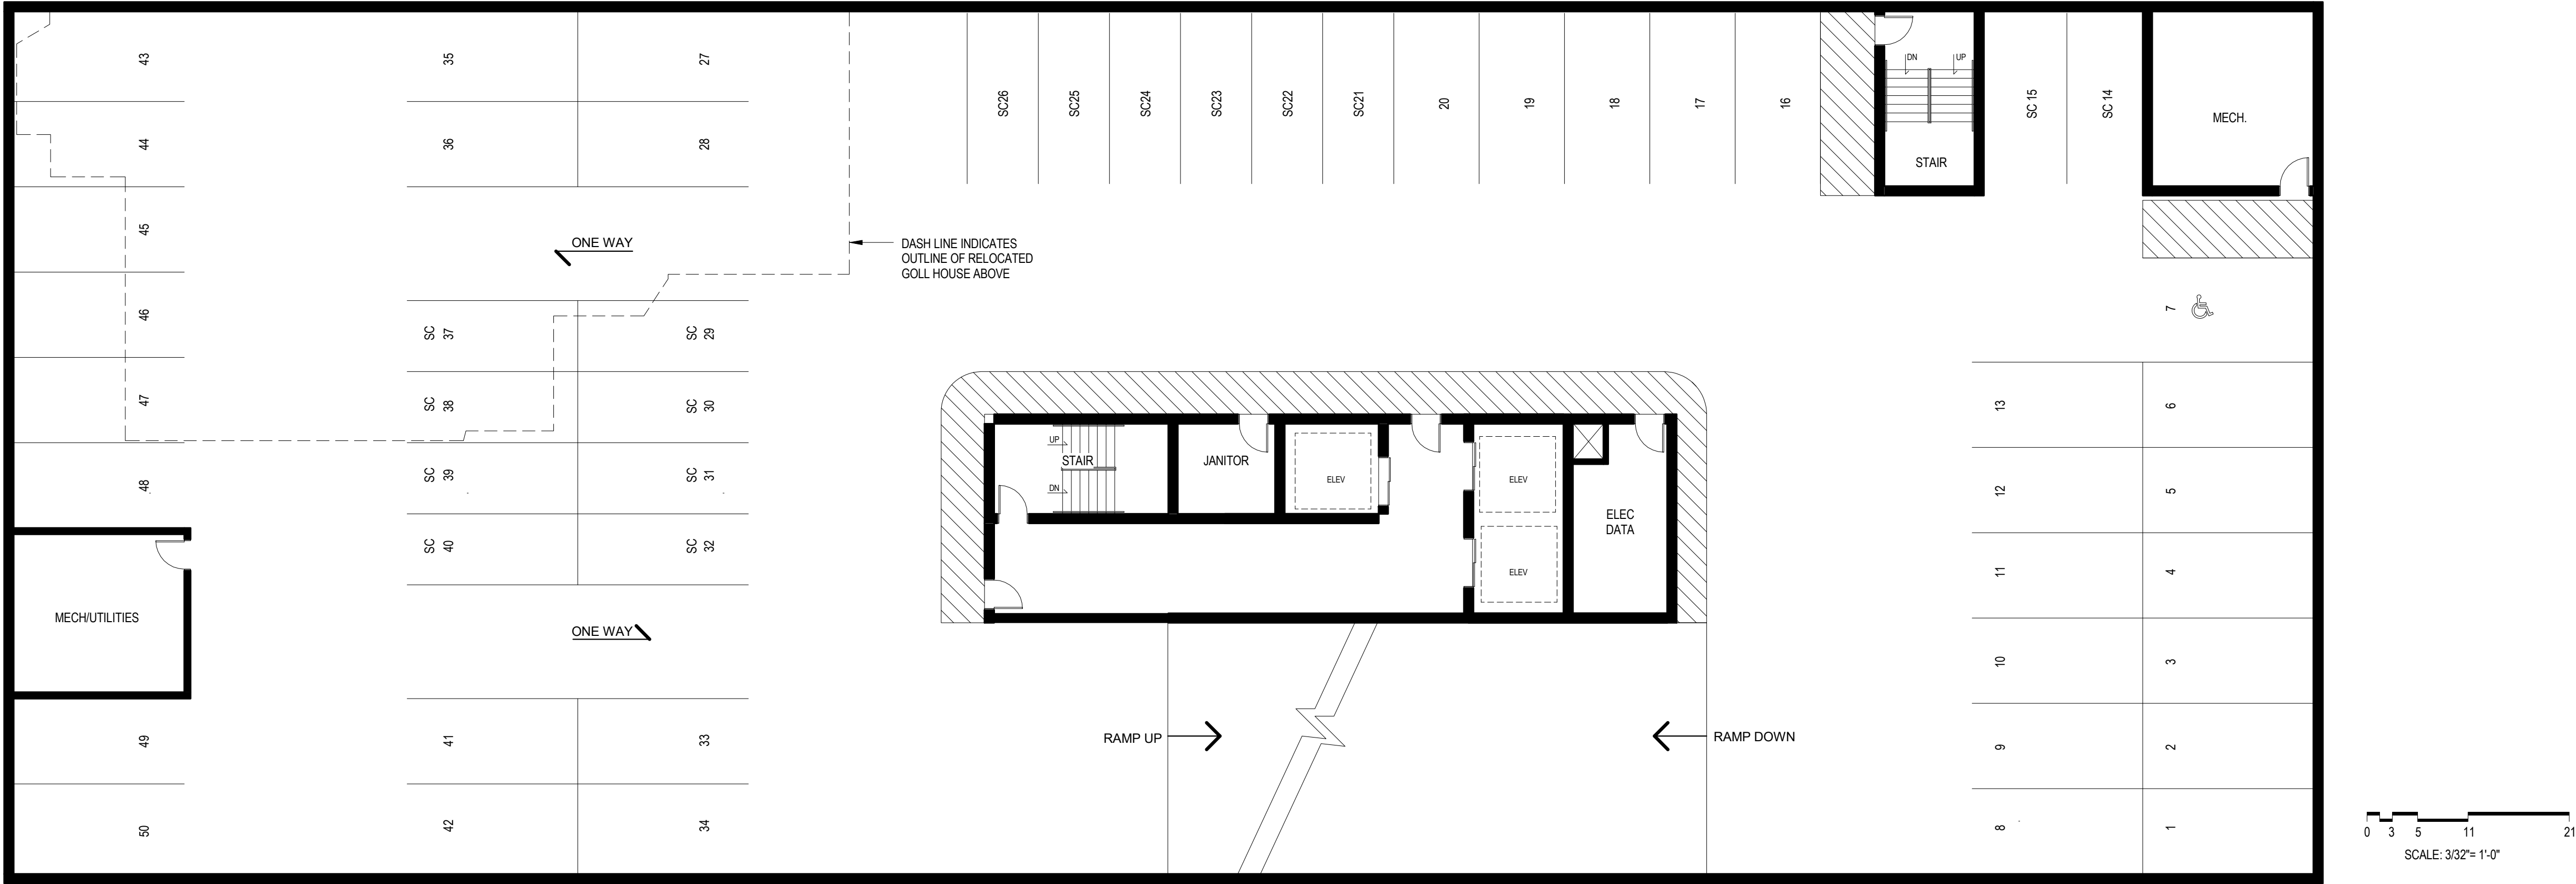 43
35
27
SC26
SC25
SC24
SC23
SC22
SC21
20
19
18
17
16
DN
UP
STAIR
SC 15
SC 14
MECH.
44
36
28
45
ONE WAY
DASH LINE INDICATES
OUTLINE OF RELOCATED
GOLL HOUSE ABOVE
46
SC 37
SC 29
7
47
SC 38
SC 30
13
6
48
SC 39
SC 31
UP
STAIR
DN
JANITOR
ELEV
ELEV
ELEV
ELEC
DATA
12
5
SC 40
SC 32
11
4
MECH/UTILITIES
ONE WAY
10
3
49
41
33
RAMP UP
RAMP DOWN
9
2
50
42
34
8
1
0 3 5 11 21
SCALE: 3/32"= 1'-0"